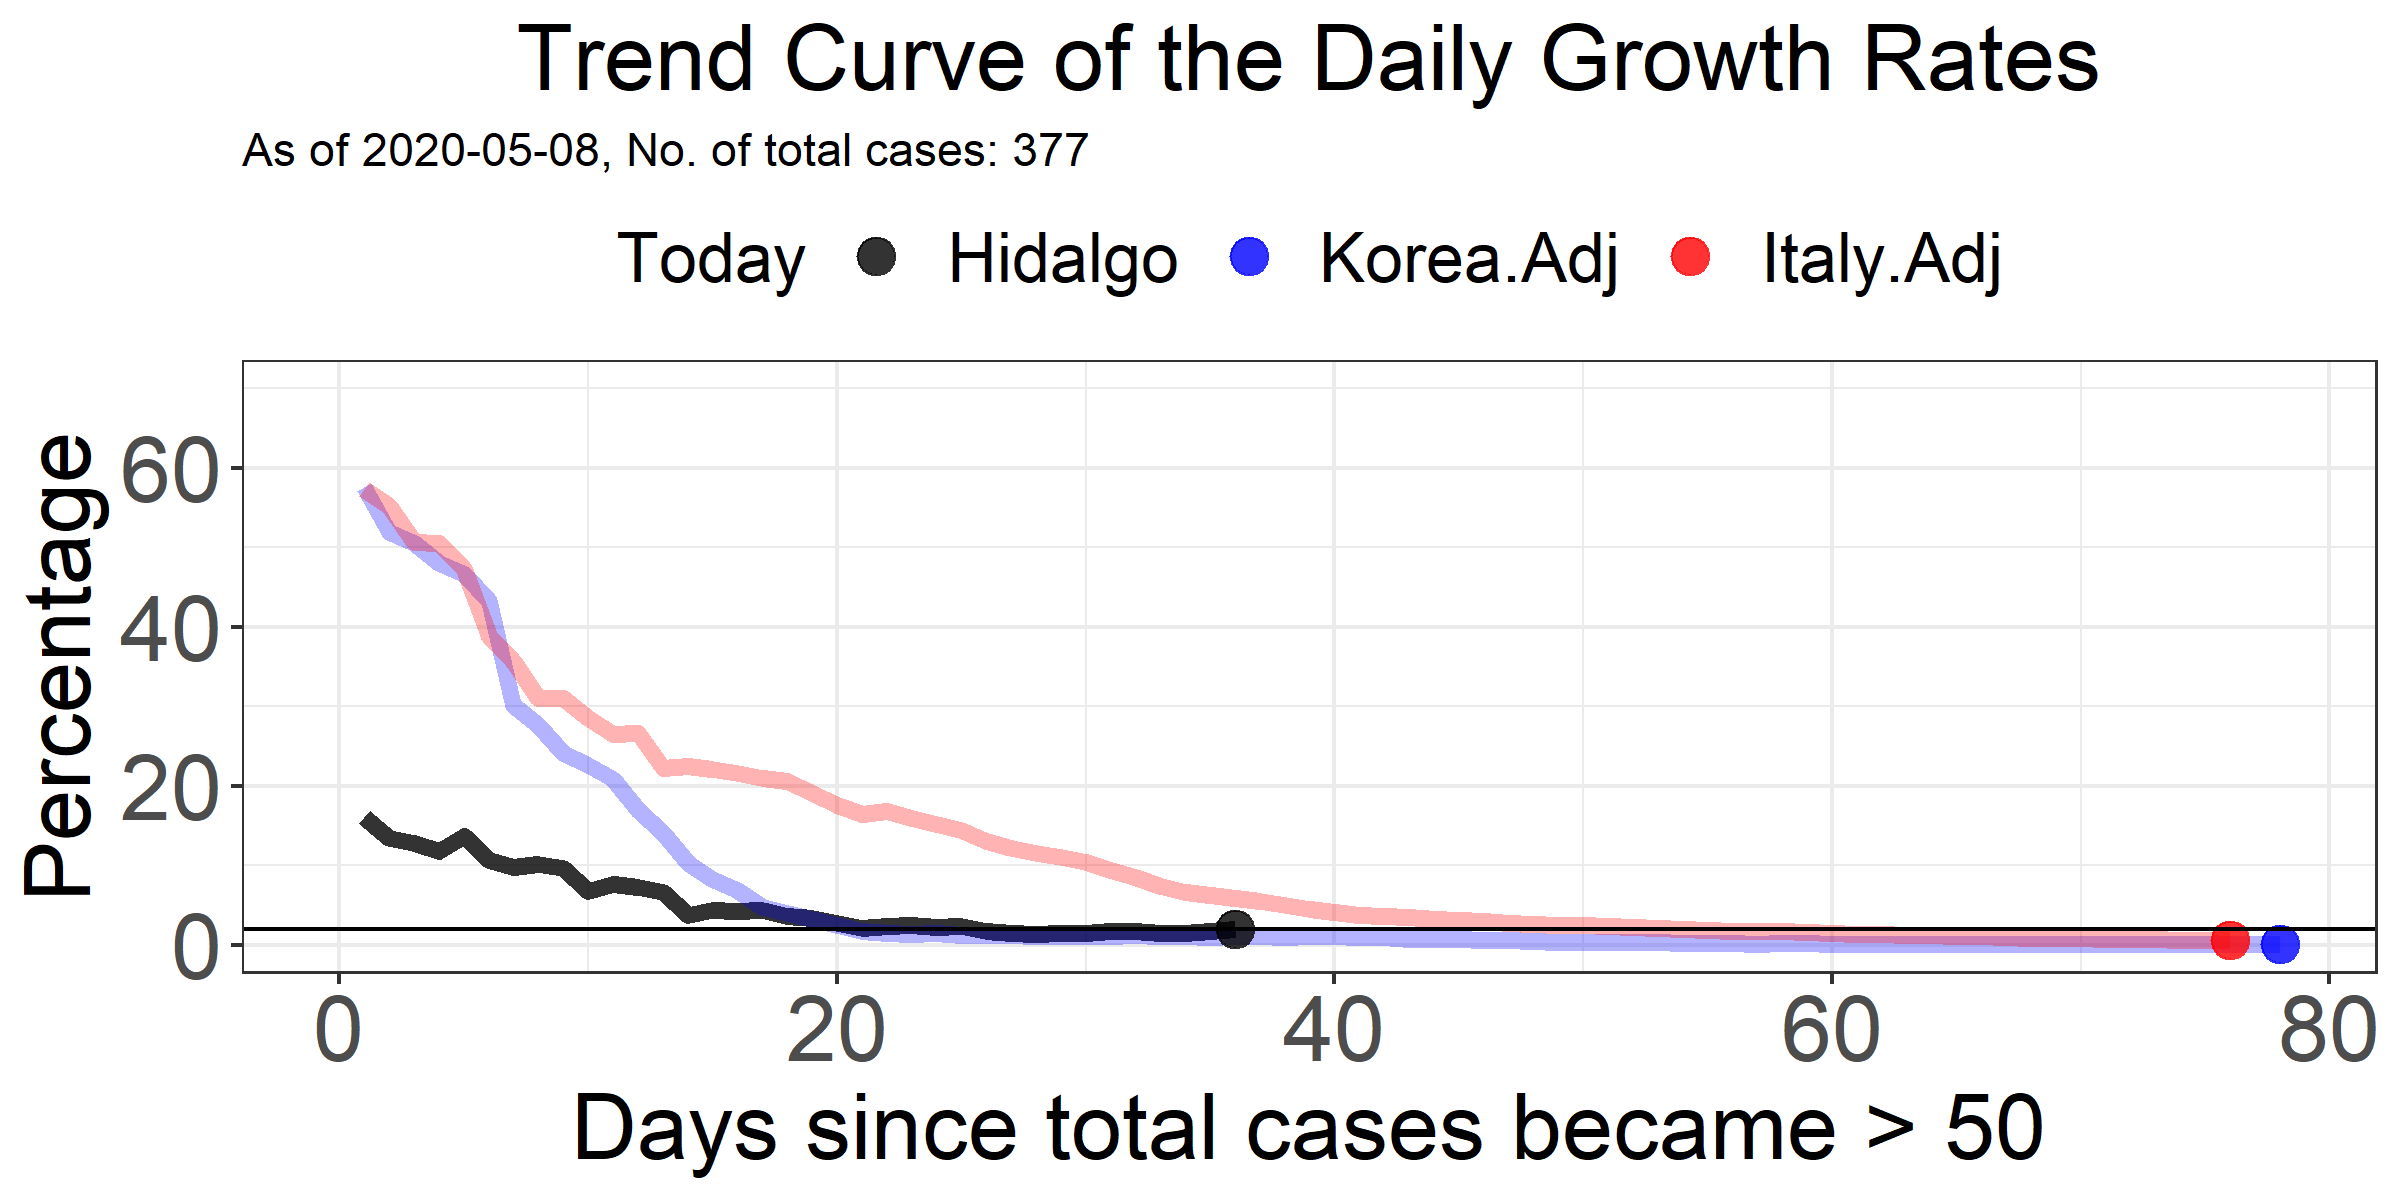 Trend Curve of the Daily Growth Rates
As of 2020-05-08, No. of total cases: 377
Today Hidalgo Korea.Adj Italy.Adj
Percentage
60
40
20
0
0 20 40 60 80
Days since total cases became > 50